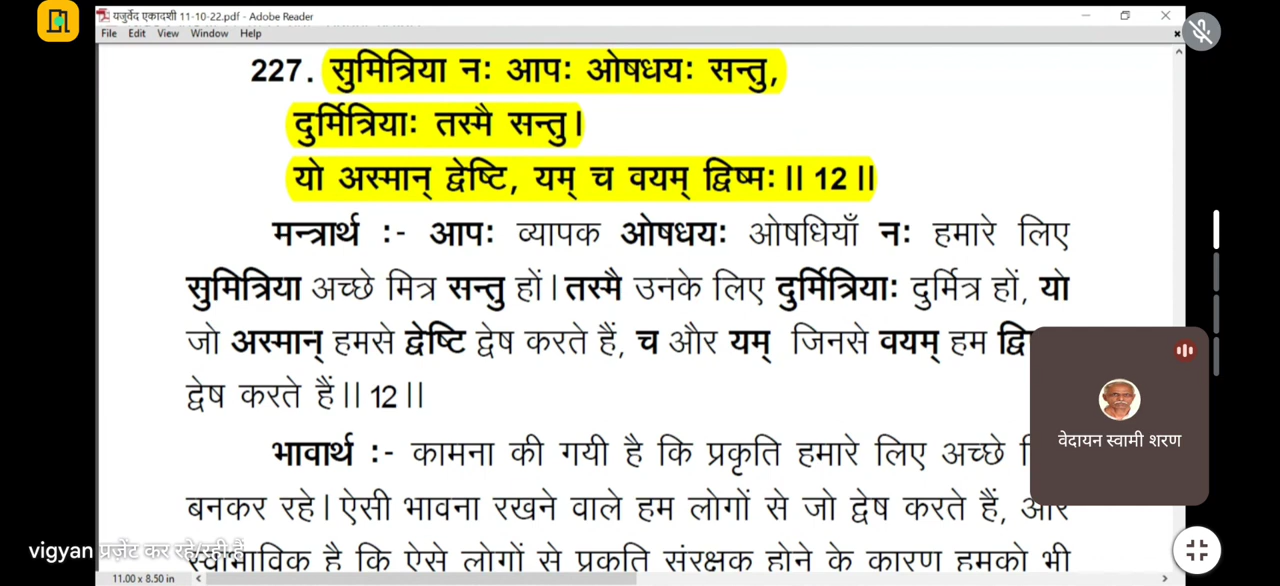 यजुर्वेद एकादशी 11-10-22.pdf - Adobe Reader
File Edit View Window Help
227. सुमित्रिया नः आपः ओषधयः सन्तु,
दुर्मित्रियाः तस्मै सन्तु।
यो अस्मान् द्वेष्टि, यम् च वयम् द्विष्मः।। 12 ।।
मन्त्रार्थ :- आपः व्यापक ओषधयः ओषधियाँ नः हमारे लिए
सुमित्रिया अच्छे मित्र सन्तु हों। तस्मै उनके लिए दुर्मित्रियाः दुर्मित्र हों, यो
जो अस्मान् हमसे द्वेष्टि द्वेष करते हैं, च और यम् जिनसे वयम् हम
द्वेष करते हैं।। 12 ।।
वेदायन स्वामी शरण
भावार्थ :- कामना की गयी है कि प्रकृति हमारे लिए अच्छे
बनकर रहे। ऐसी भावना रखने वाले हम लोगों से जो द्वेष करते हैं, और
vigyan प्रज़ेंट कर रहे/रही हैं
स्वाभाविक है कि ऐसे लोगों से प्रकृति संरक्षक होने के कारण हमको भी
11.00 x 8.50 in